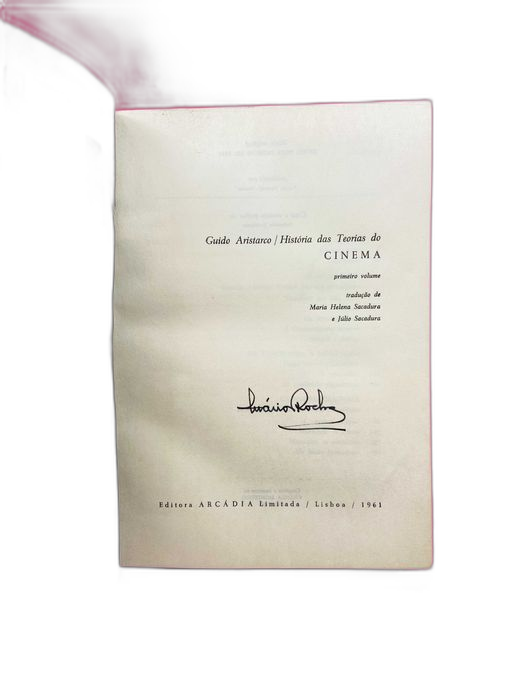 Guido Aristarco / História das Teorias do
CINEMA
primeiro volume
tradução de
Maria Helena Sacadura
e Júlio Sacadura
Rocha
Editora ARCÁDIA Limitada / Lisboa / 1961